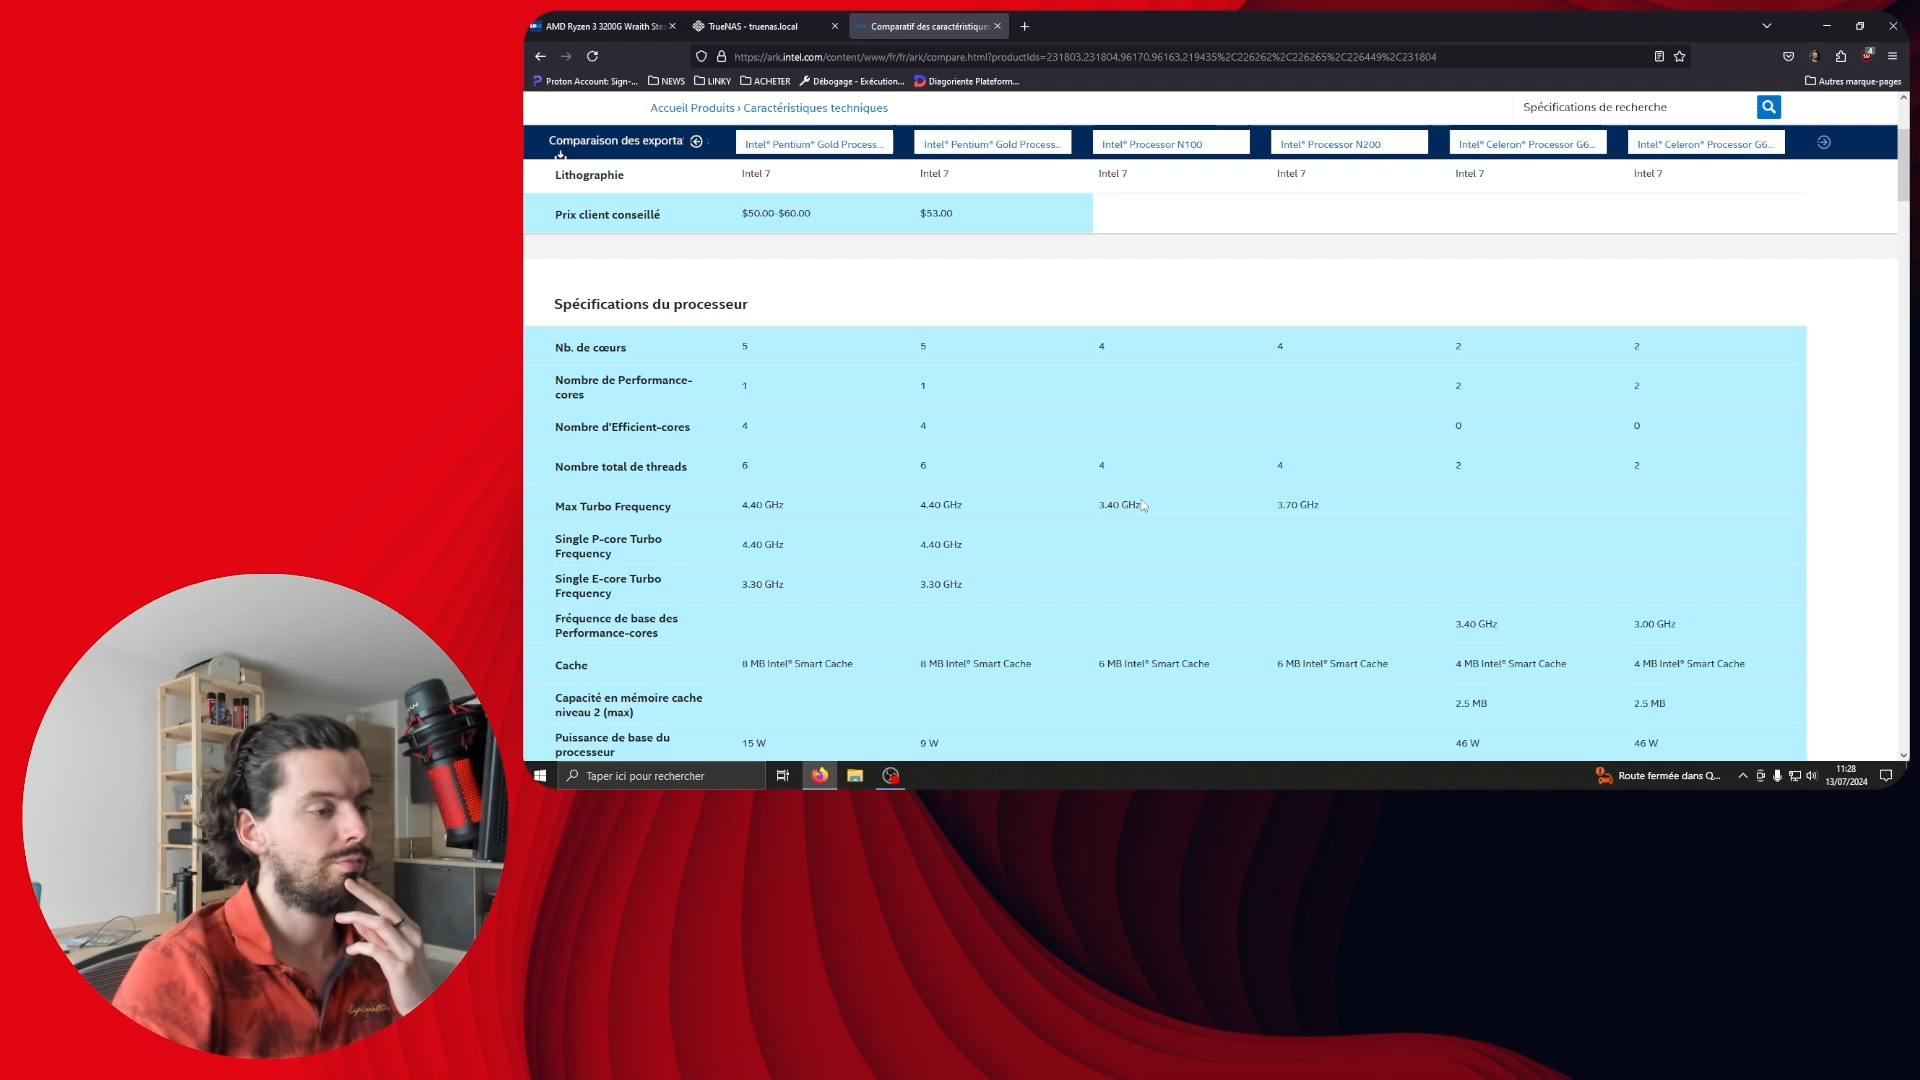 AMD Ryzen 3 3200G Wraith Ste
TrueNAS - truenas.local
Comparatif des caractéristiques
https://ark.intel.com/content/www/fr/fr/ark/compare.html?productIds=231803,231804,96170,96163,219435%2C226262%2C226265%2C226449%2C231804
Proton Account: Sign-...
NEWS
LINKY
ACHETER
Débogage - Exécution...
Diagoriente Plateform...
Autres marque-pages
Accueil Produits › Caractéristiques techniques
Spécifications de recherche
Comparaison des exporta
Intel® Pentium® Gold Process...
Intel® Pentium® Gold Process...
Intel® Processor N100
Intel® Processor N200
Intel® Celeron® Processor G6...
Intel® Celeron® Processor G6...
Lithographie Intel 7 Intel 7 Intel 7 Intel 7 Intel 7 Intel 7
Prix client conseillé $50.00-$60.00 $53.00
Spécifications du processeur
Nb. de cœurs 5 5 4 4 2 2
Nombre de Performance-
cores 1 1 2 2
Nombre d'Efficient-cores 4 4 0 0
Nombre total de threads 6 6 4 4 2 2
Max Turbo Frequency 4.40 GHz 4.40 GHz 3.40 GHz 3.70 GHz
Single P-core Turbo
Frequency 4.40 GHz 4.40 GHz
Single E-core Turbo
Frequency 3.30 GHz 3.30 GHz
Fréquence de base des
Performance-cores 3.40 GHz 3.00 GHz
Cache 8 MB Intel® Smart Cache 8 MB Intel® Smart Cache 6 MB Intel® Smart Cache 6 MB Intel® Smart Cache 4 MB Intel® Smart Cache 4 MB Intel® Smart Cache
Capacité en mémoire cache
niveau 2 (max) 2.5 MB 2.5 MB
Puissance de base du
processeur 15 W 9 W 46 W 46 W
Taper ici pour rechercher
Route fermée dans Q...
11:28
13/07/2024